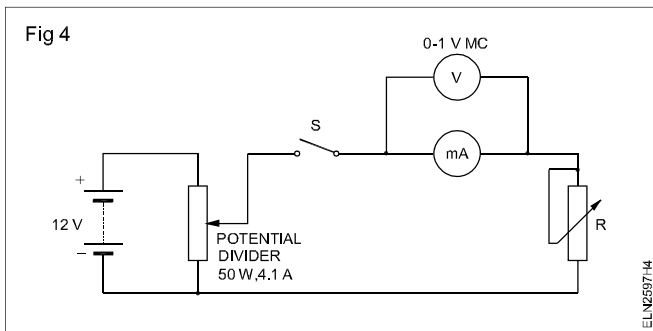 Fig 4
0-1 V MC
V
S
mA
+
12 V
–
POTENTIAL
DIVIDER
50 W,4.1 A
R
ELN2597H4